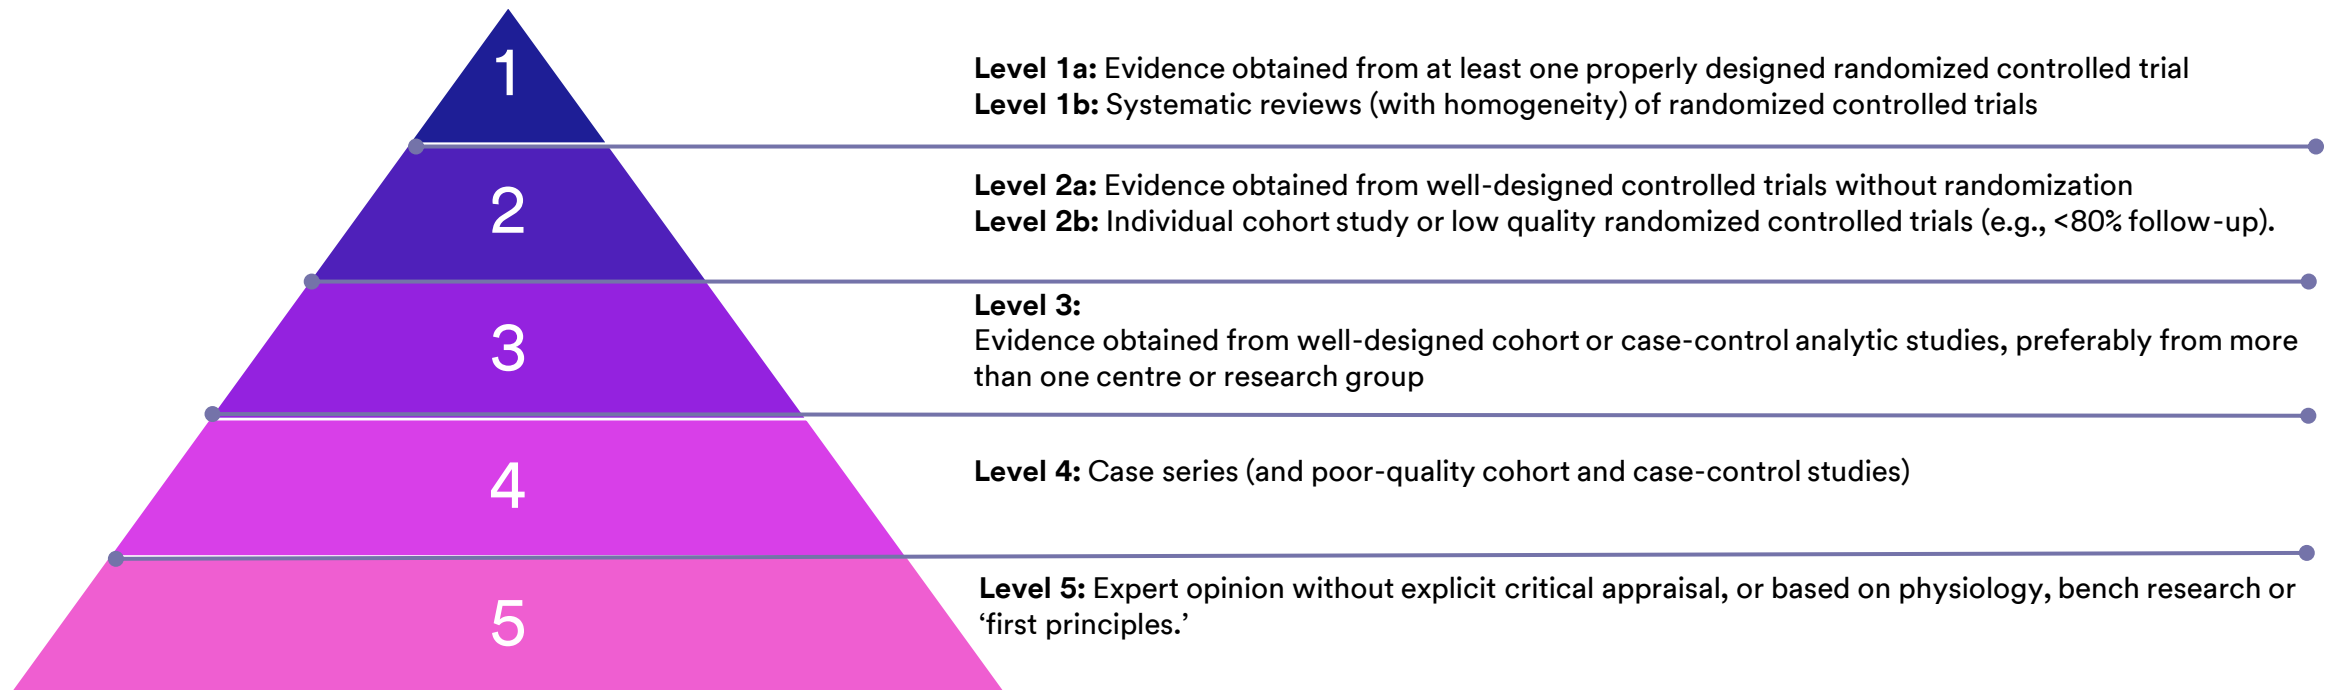 1
Level 1a: Evidence obtained from at least one properly designed randomized controlled trial
Level 1b: Systematic reviews (with homogeneity) of randomized controlled trials
2
Level 2a: Evidence obtained from well-designed controlled trials without randomization
Level 2b: Individual cohort study or low quality randomized controlled trials (e.g., <80% follow-up).
3
Level 3:
Evidence obtained from well-designed cohort or case-control analytic studies, preferably from more
than one centre or research group
4
Level 4: Case series (and poor-quality cohort and case-control studies)
5
Level 5: Expert opinion without explicit critical appraisal, or based on physiology, bench research or
‘first principles.’